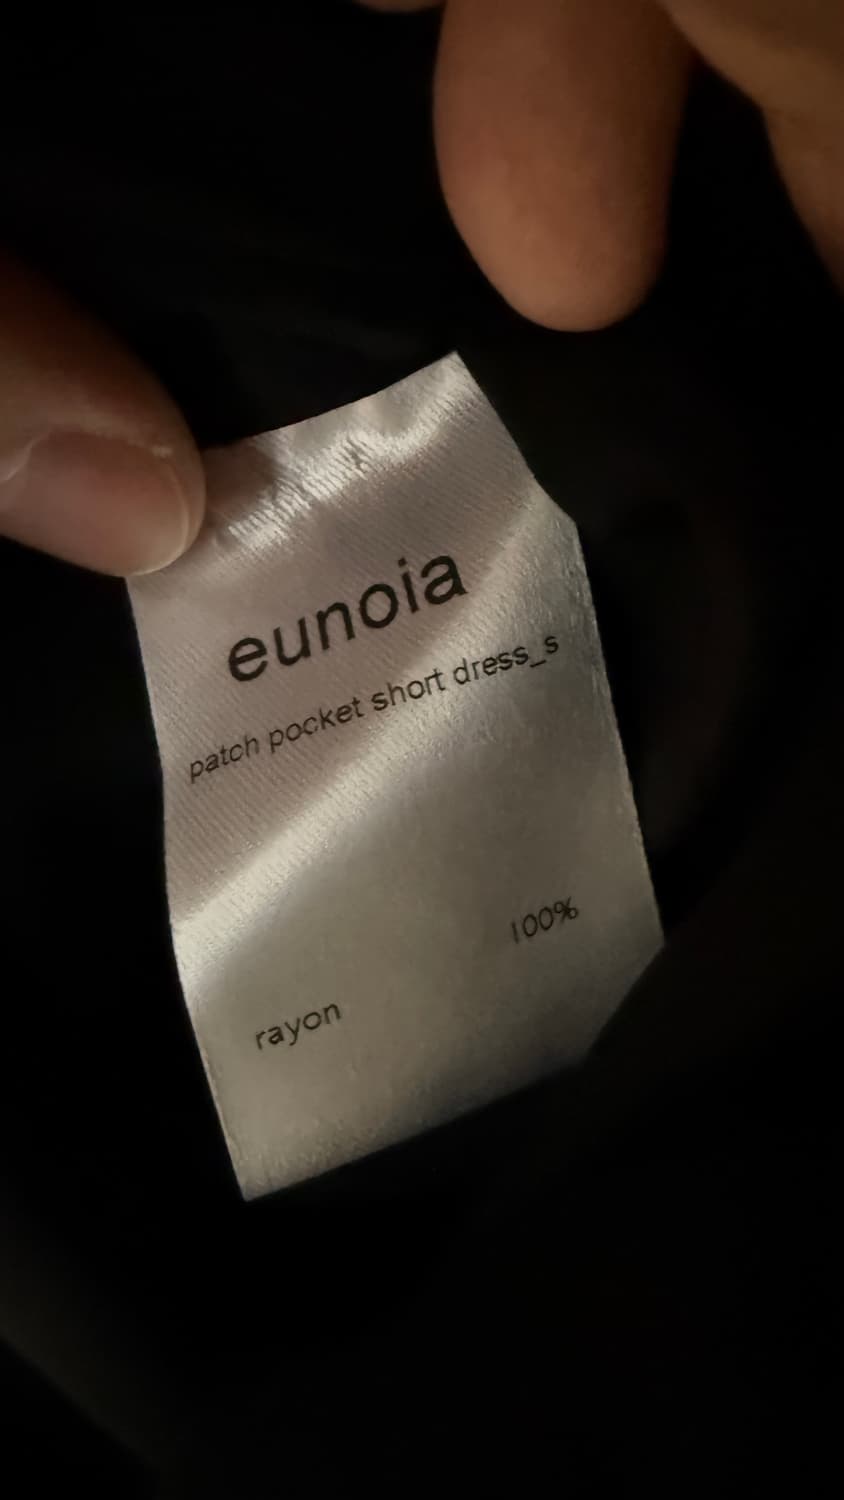 eunoia
patch pocket short dress_s
rayon 100%